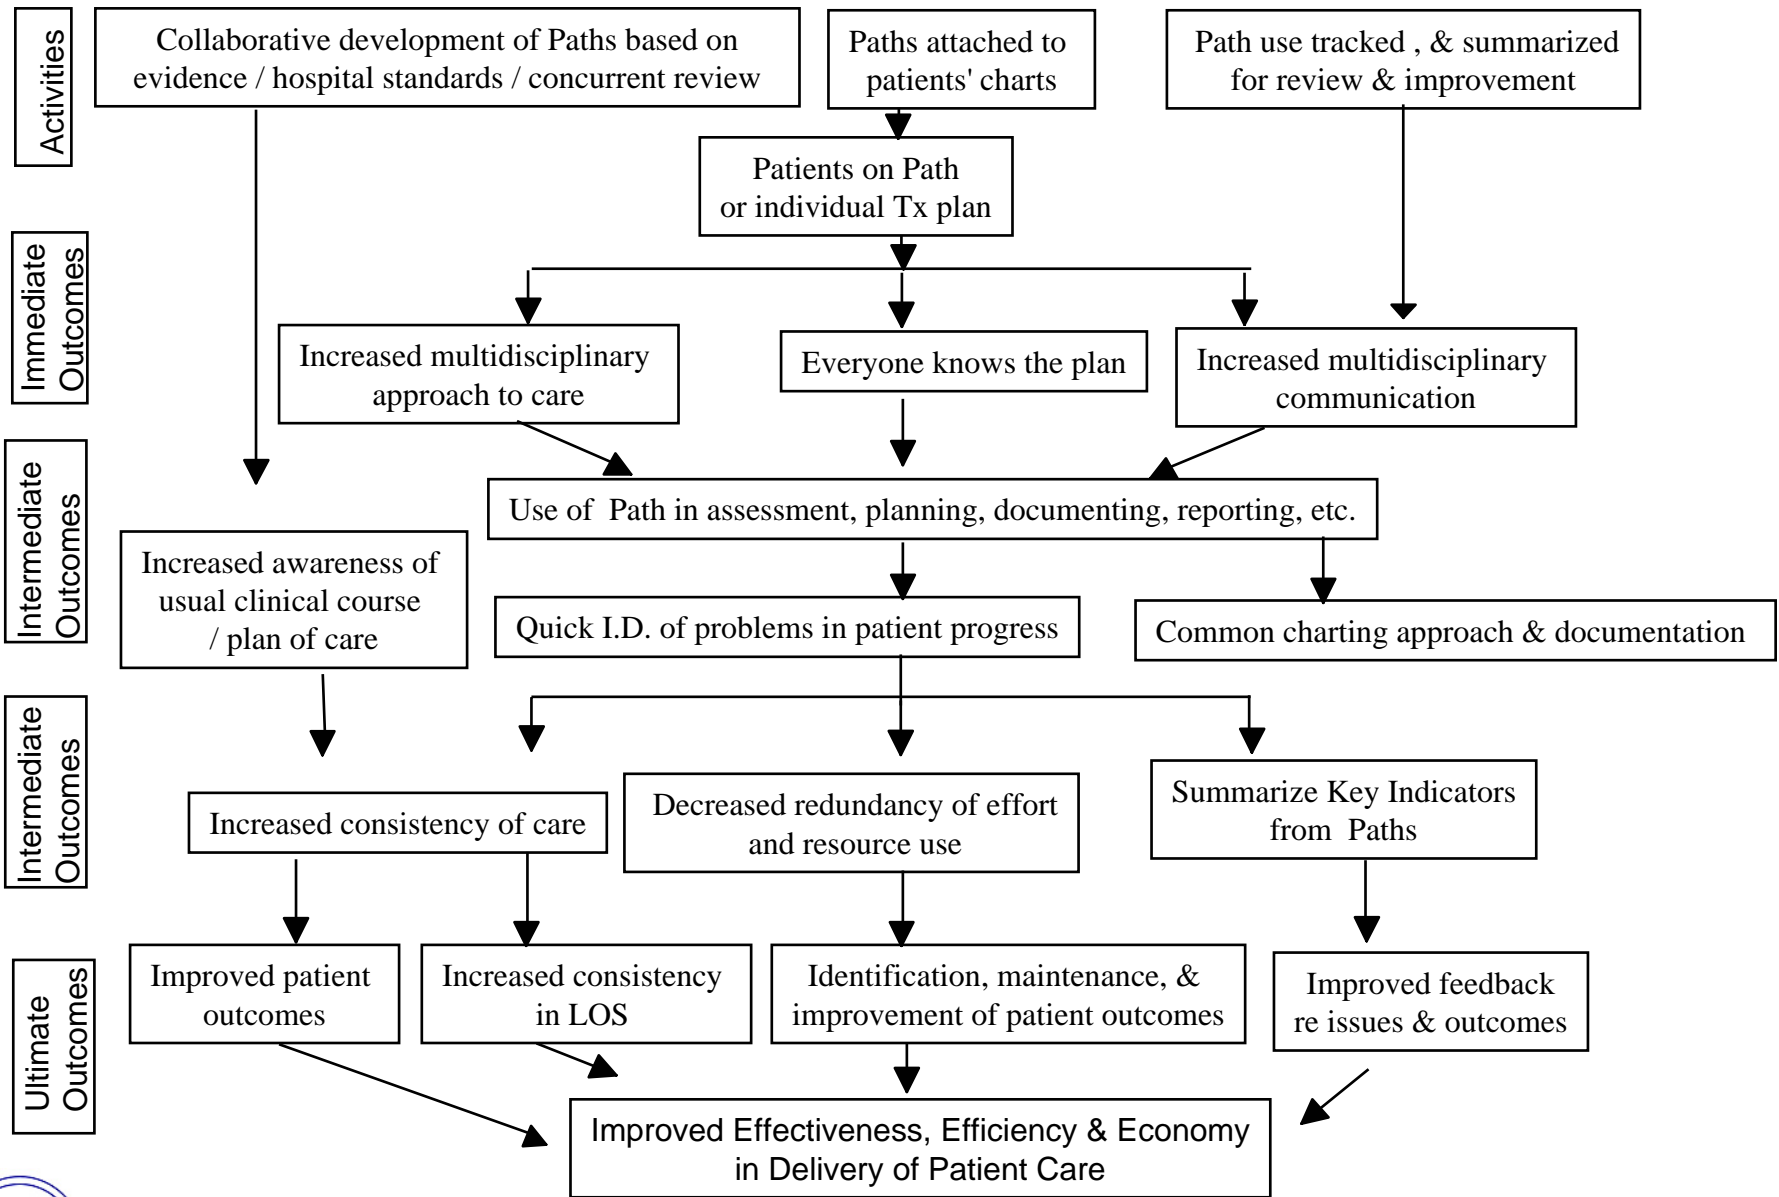 Activities
Collaborative development of Paths based on
evidence / hospital standards / concurrent review
Paths attached to
patients' charts
Path use tracked , & summarized
for review & improvement
Patients on Path
or individual Tx plan
Immediate
Outcomes
Increased multidisciplinary
approach to care
Everyone knows the plan
Increased multidisciplinary
communication
Intermediate
Outcomes
Use of Path in assessment, planning, documenting, reporting, etc.
Increased awareness of
usual clinical course
/ plan of care
Quick I.D. of problems in patient progress
Common charting approach & documentation
Intermediate
Outcomes
Increased consistency of care
Decreased redundancy of effort
and resource use
Summarize Key Indicators
from Paths
Ultimate
Outcomes
Improved patient
outcomes
Increased consistency
in LOS
Identification, maintenance, &
improvement of patient outcomes
Improved feedback
re issues & outcomes
Improved Effectiveness, Efficiency & Economy
in Delivery of Patient Care